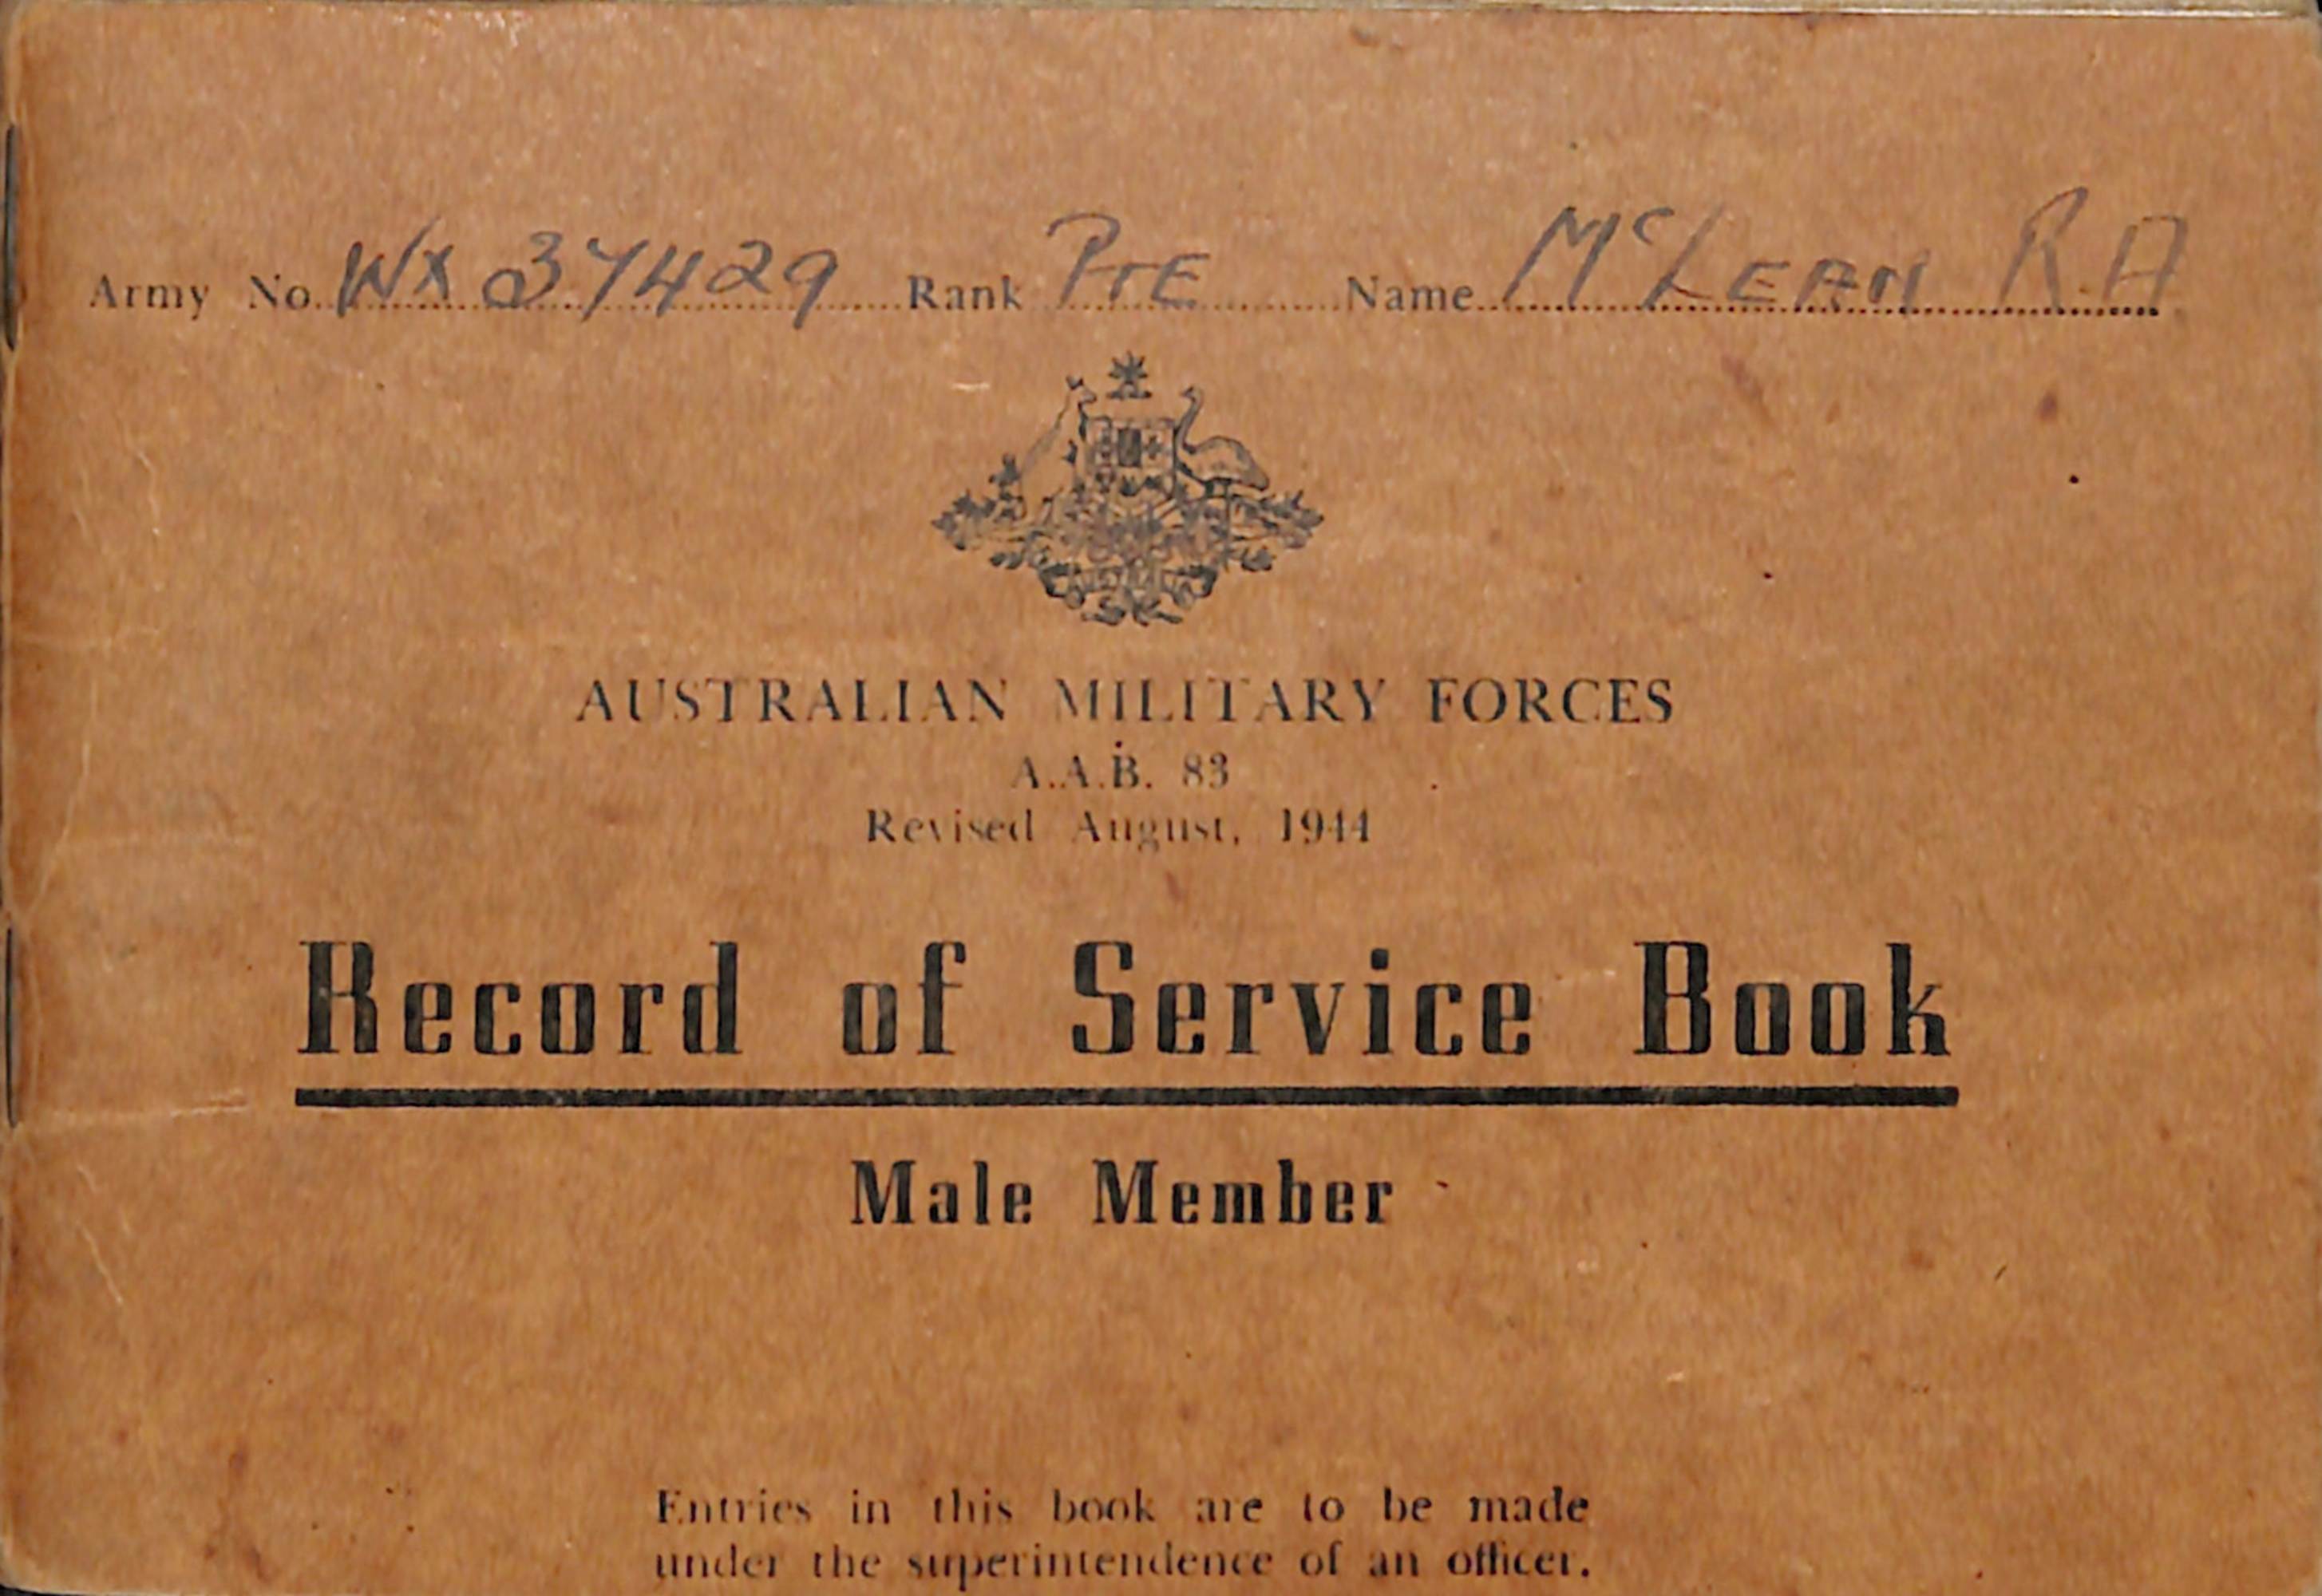 Army No. WX 37429 Rank PTE Name McLEAN R A
AUSTRALIAN MILITARY FORCES
A.A.B. 83
Revised August, 1944
Record of Service Book
Male Member
Entries in this book are to be made
under the superintendence of an officer.